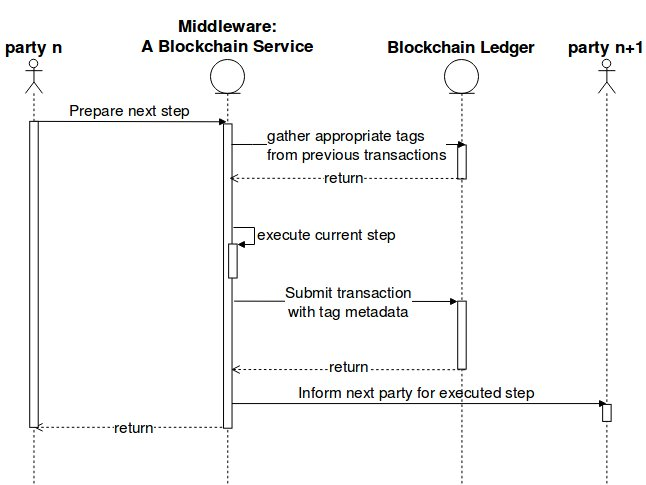 party n
Middleware:
A Blockchain Service
Blockchain Ledger
party n+1
Prepare next step
gather appropriate tags
from previous transactions
return
execute current step
Submit transaction
with tag metadata
return
Inform next party for executed step
return